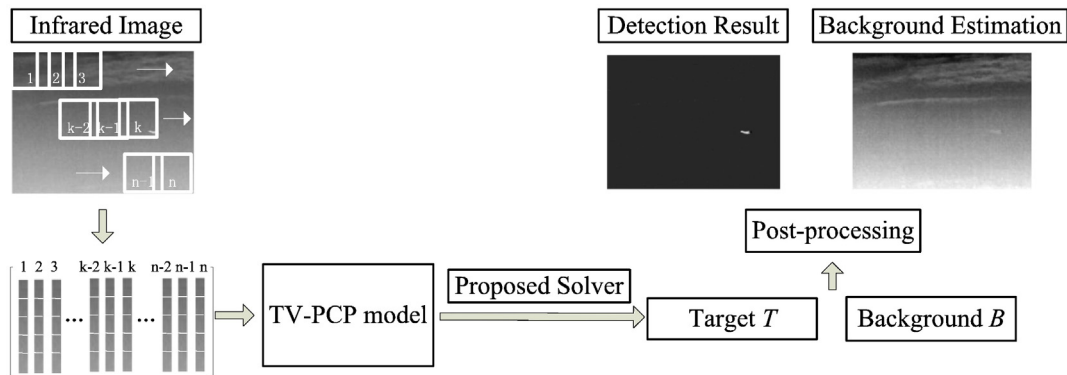 Infrared Image
Detection Result
Background Estimation
1 2 3
k-2 k-1 k
n-1 n
Post-processing
1 2 3 k-2 k-1 k n-2 n-1 n
... ...
TV-PCP model
Proposed Solver
Target T
Background B